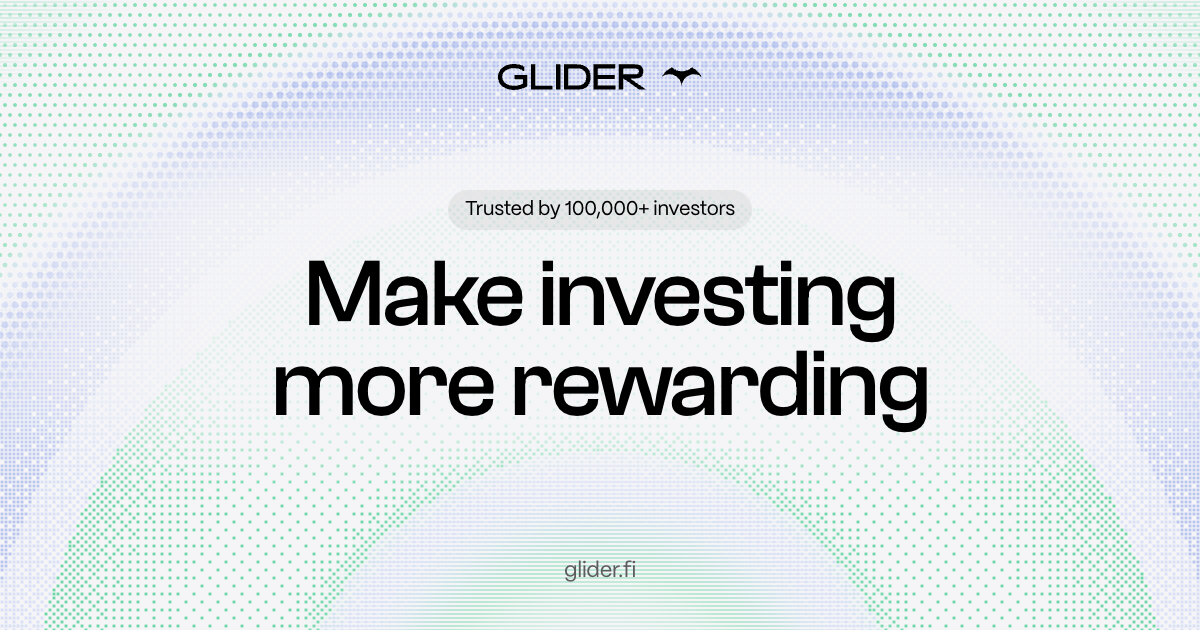 GLIDER
Trusted by 100,000+ investors
Make investing
more rewarding
glider.fi